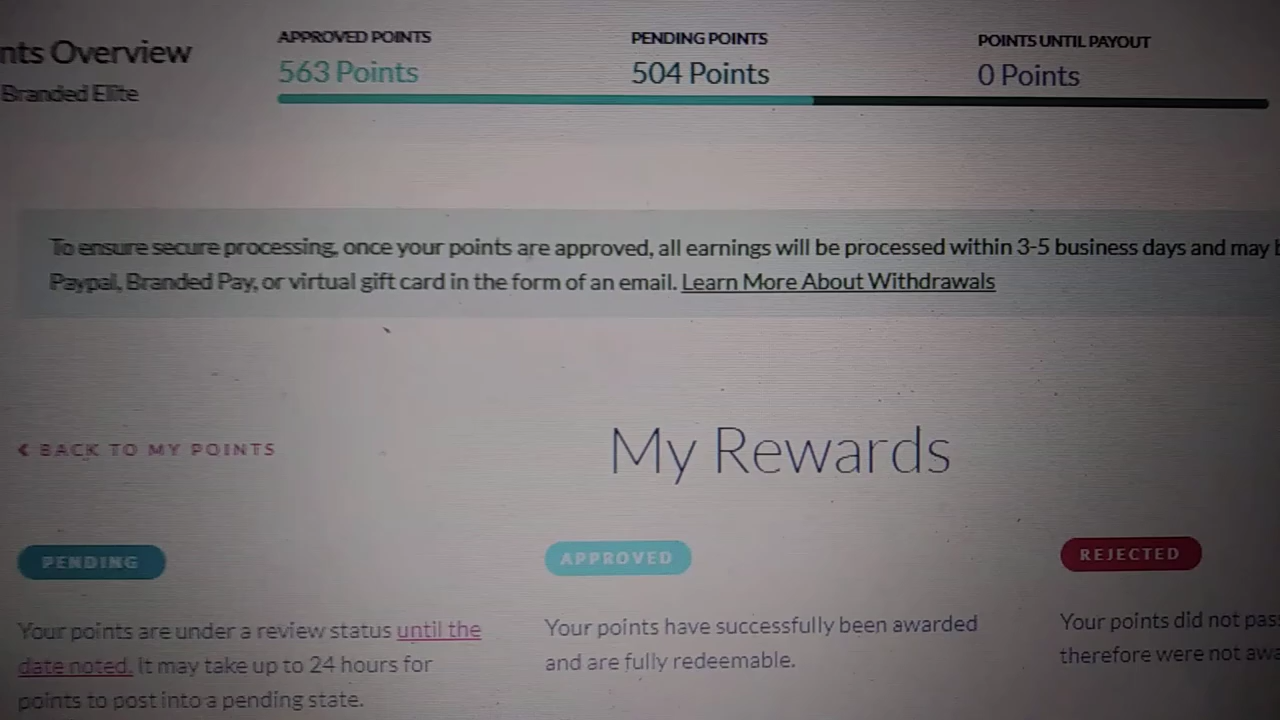 nts Overview
Branded Elite
APPROVED POINTS
563 Points
PENDING POINTS
504 Points
POINTS UNTIL PAYOUT
0 Points
To ensure secure processing, once your points are approved, all earnings will be processed within 3-5 business days and may b
Paypal, Branded Pay, or virtual gift card in the form of an email. Learn More About Withdrawals
BACK TO MY POINTS
My Rewards
PENDING
Your points are under a review status until the
date noted. It may take up to 24 hours for
points to post into a pending state.
APPROVED
Your points have successfully been awarded
and are fully redeemable.
REJECTED
Your points did not pas
therefore were not awa